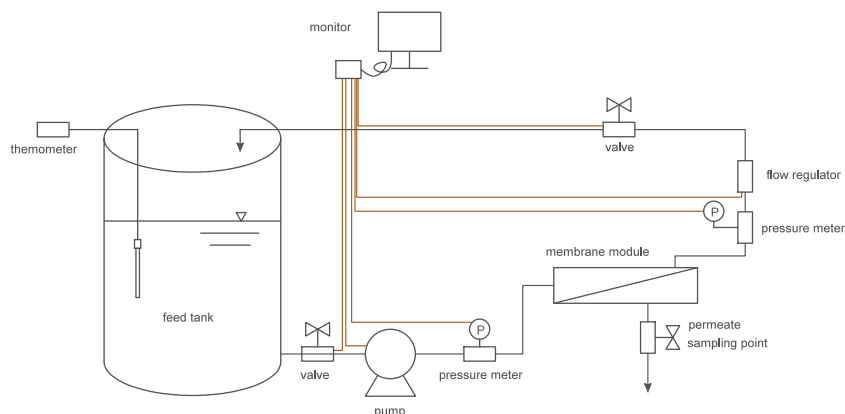 monitor
themometer
valve
flow regulator
P
pressure meter
membrane module
feed tank
P
permeate
sampling point
valve
pressure meter
pump